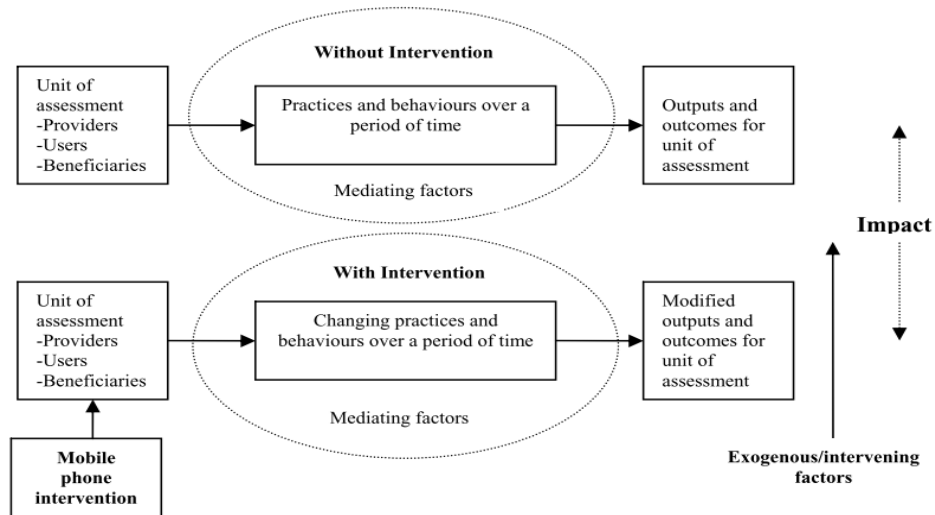 Without Intervention
Unit of
assessment
-Providers
-Users
-Beneficiaries
Practices and behaviours over a
period of time
Outputs and
outcomes for
unit of
assessment
Mediating factors
Impact
With Intervention
Unit of
assessment
-Providers
-Users
-Beneficiaries
Changing practices and
behaviours over a period of time
Modified
outputs and
outcomes for
unit of
assessment
Mediating factors
Mobile
phone
intervention
Exogenous/intervening
factors